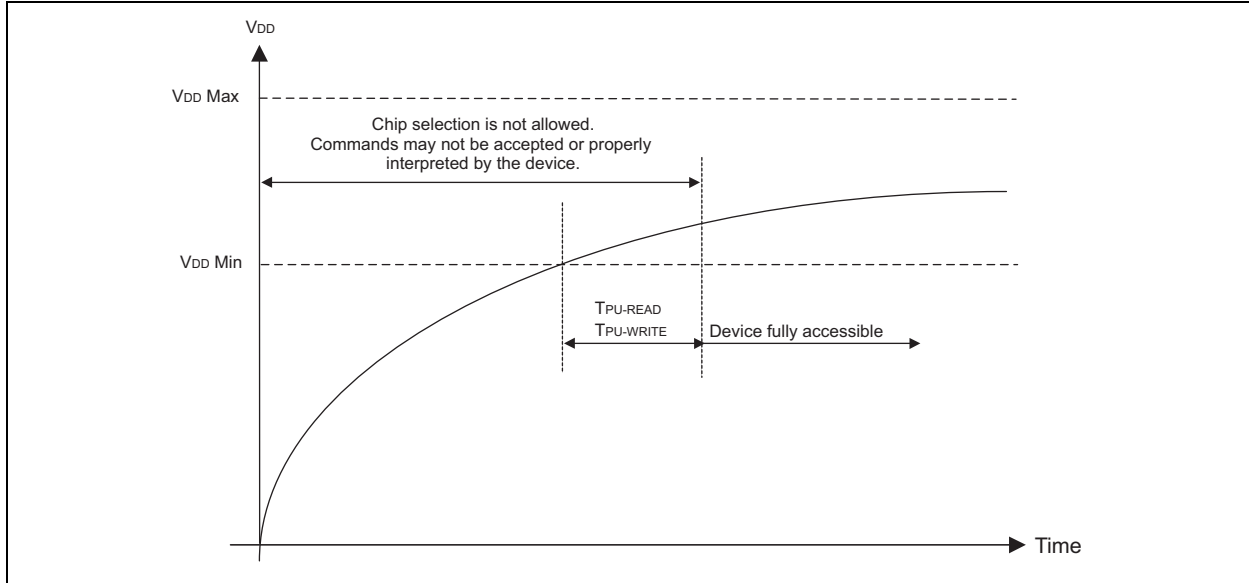 VDD
VDD Max
Chip selection is not allowed.
Commands may not be accepted or properly
interpreted by the device.
VDD Min
TPU-READ
TPU-WRITE
Device fully accessible
Time